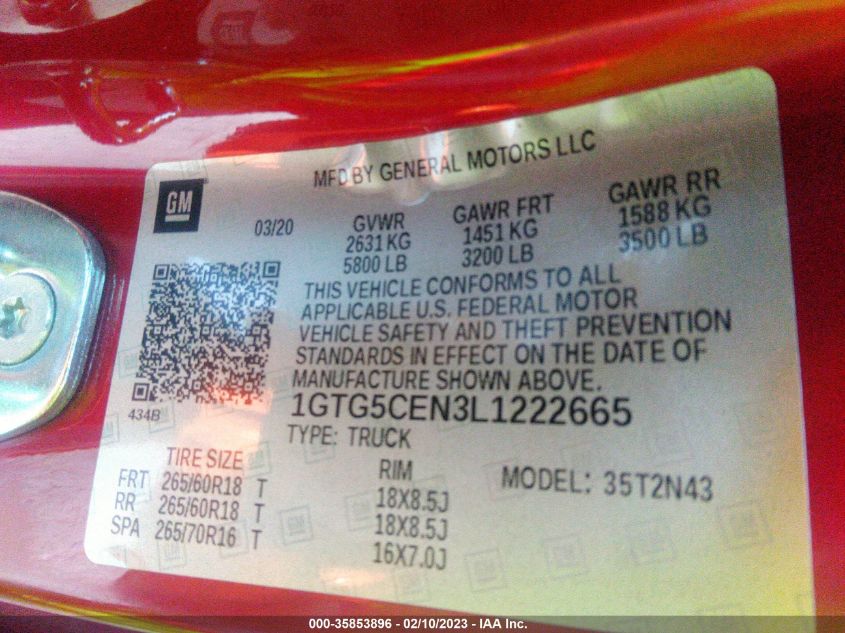 MFD BY GENERAL MOTORS LLC
GM
03/20
GVWR
2631 KG
5800 LB
GAWR FRT
1451 KG
3200 LB
GAWR RR
1588 KG
3500 LB
THIS VEHICLE CONFORMS TO ALL
APPLICABLE U.S. FEDERAL MOTOR
VEHICLE SAFETY AND THEFT PREVENTION
STANDARDS IN EFFECT ON THE DATE OF
MANUFACTURE SHOWN ABOVE.
434B
1GTG5CEN3L1222665
TYPE: TRUCK
MODEL: 35T2N43
TIRE SIZE
RIM
FRT 265/60R18 T 18X8.5J
RR 265/60R18 T 18X8.5J
SPA 265/70R16 T 16X7.0J
000-35853896 - 02/10/2023 - IAA Inc.